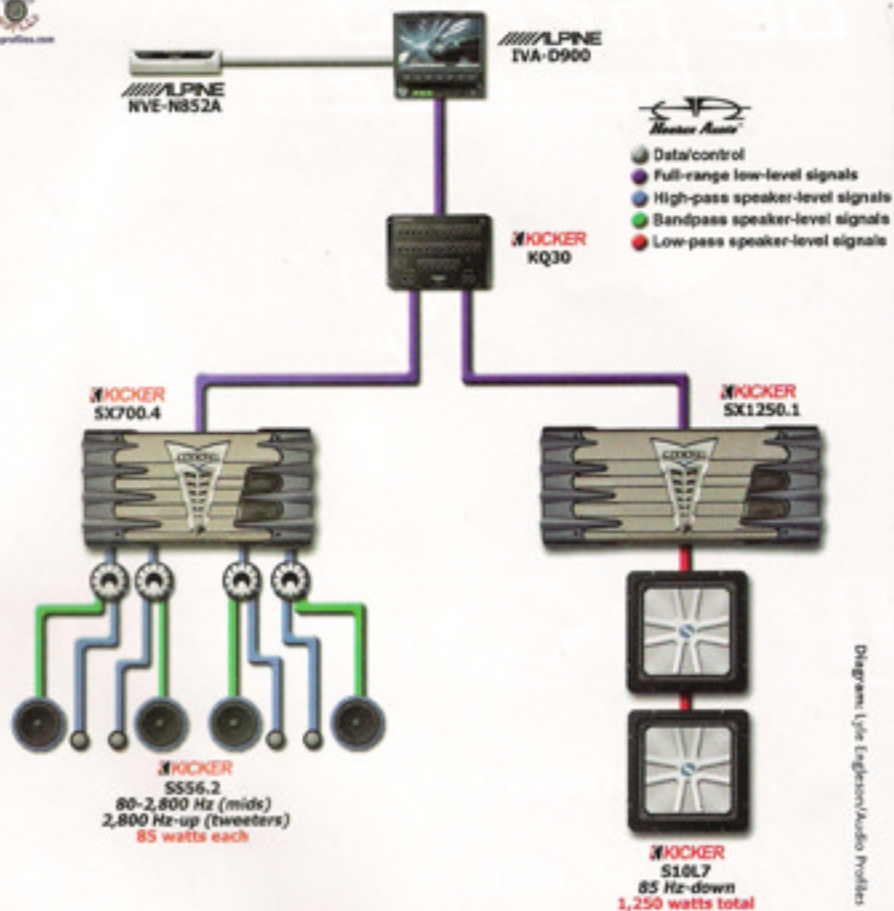 profiles.com
ALPINE
IVA-D900
ALPINE
NVE-N852A
Data/control
Full-range low-level signals
High-pass speaker-level signals
Bandpass speaker-level signals
Low-pass speaker-level signals
KICKER
KQ30
KICKER
SX700.4
KICKER
SX1250.1
KICKER
SS56.2
80-2,800 Hz (mids)
2,800 Hz-up (tweeters)
85 watts each
KICKER
S10L7
85 Hz-down
1,250 watts total
Diagram: Lyle Engleson/Audio Profiles